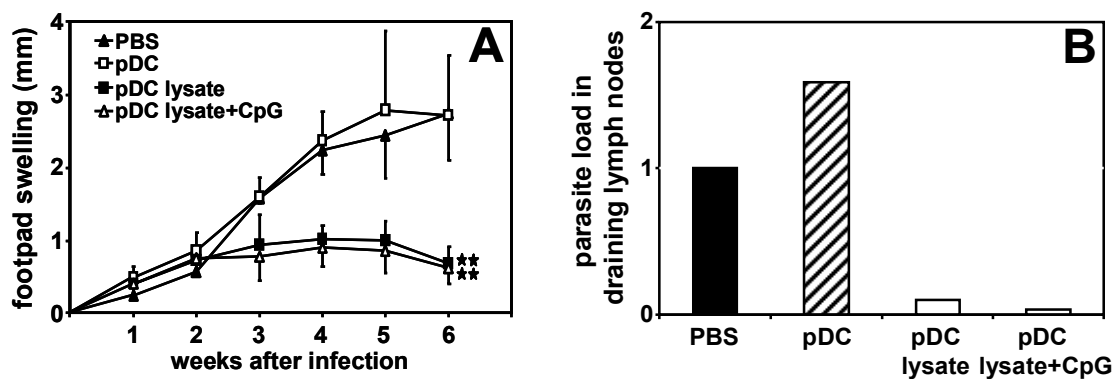 A
footpad swelling (mm)
4
3
2
1
0
PBS
pDC
pDC lysate
pDC lysate+CpG
★★
★★
1 2 3 4 5 6
weeks after infection
B
parasite load in
draining lymph nodes
2
1
0
PBS pDC pDC pDC
lysate lysate+CpG